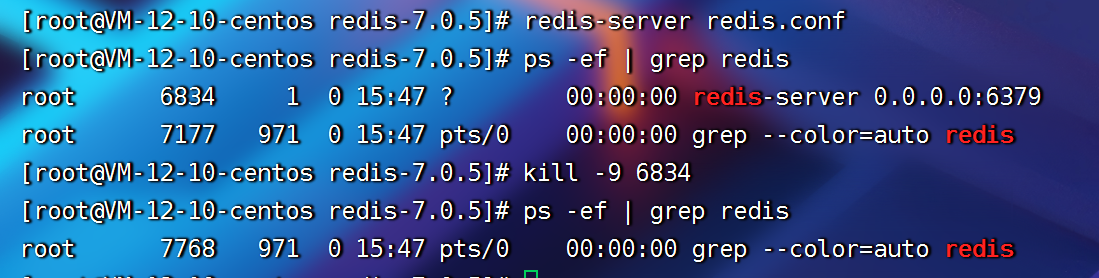 [root@VM-12-10-centos redis-7.0.5]# redis-server redis.conf
[root@VM-12-10-centos redis-7.0.5]# ps -ef | grep redis
root      6834     1  0 15:47 ?        00:00:00 redis-server 0.0.0.0:6379
root      7177   971  0 15:47 pts/0    00:00:00 grep --color=auto redis
[root@VM-12-10-centos redis-7.0.5]# kill -9 6834
[root@VM-12-10-centos redis-7.0.5]# ps -ef | grep redis
root      7768   971  0 15:47 pts/0    00:00:00 grep --color=auto redis